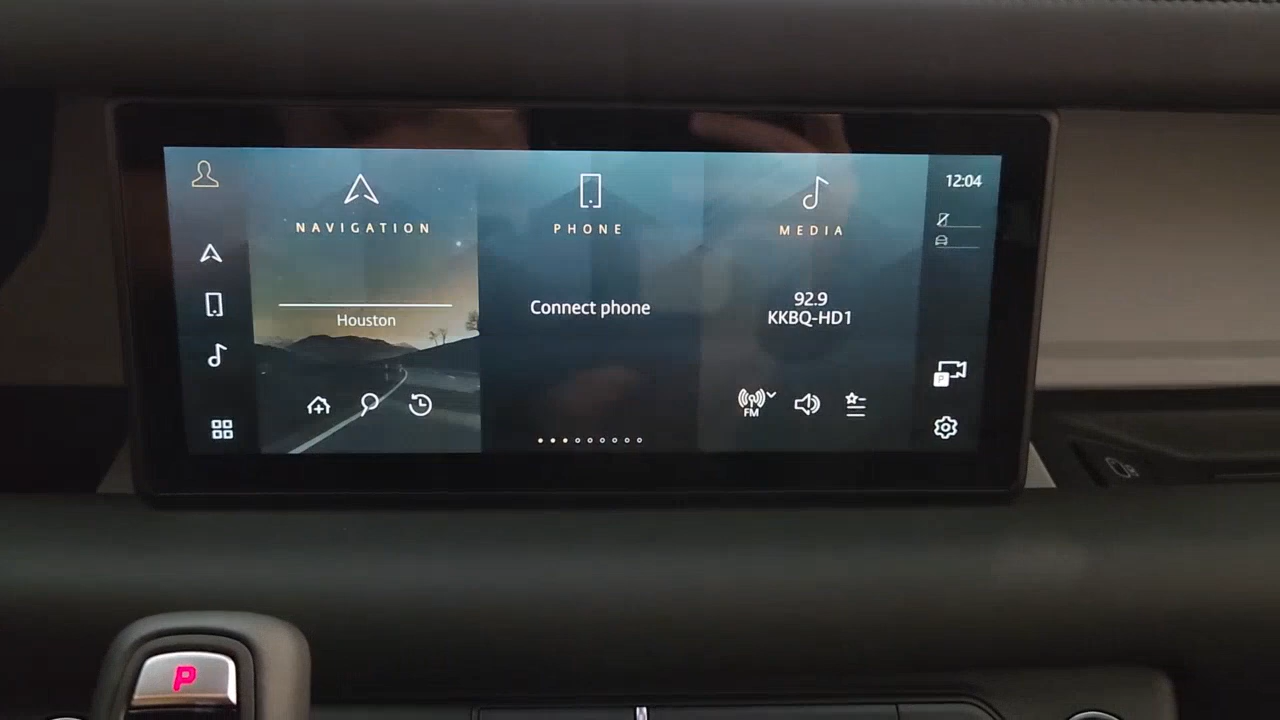 12:04
NAVIGATION
PHONE
MEDIA
Houston
Connect phone
92.9
KKBQ-HD1
FM
P
P